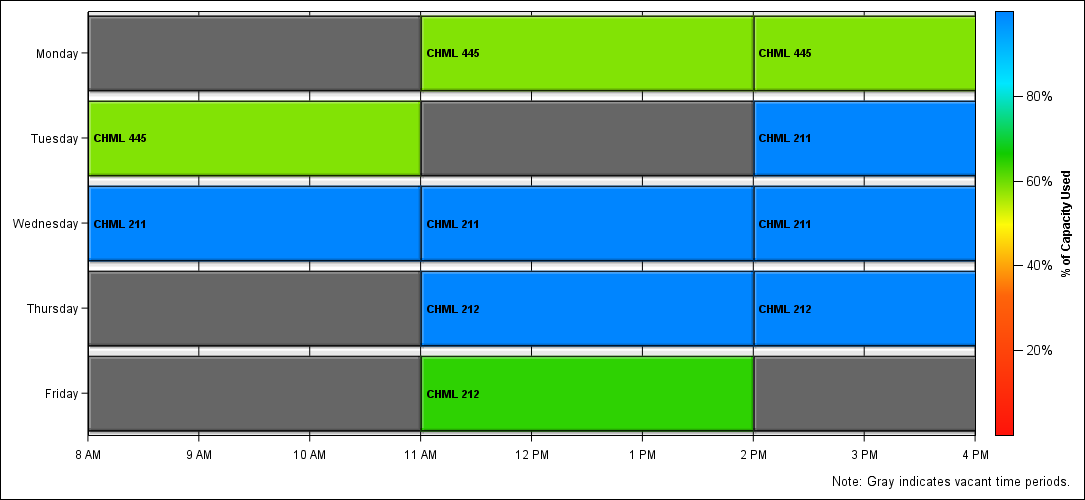 Monday
CHML 445
CHML 445
Tuesday
CHML 445
CHML 211
Wednesday
CHML 211
CHML 211
CHML 211
Thursday
CHML 212
CHML 212
Friday
CHML 212
8 AM
9 AM
10 AM
11 AM
12 PM
1 PM
2 PM
3 PM
4 PM
80%
60%
40%
20%
% of Capacity Used
Note: Gray indicates vacant time periods.